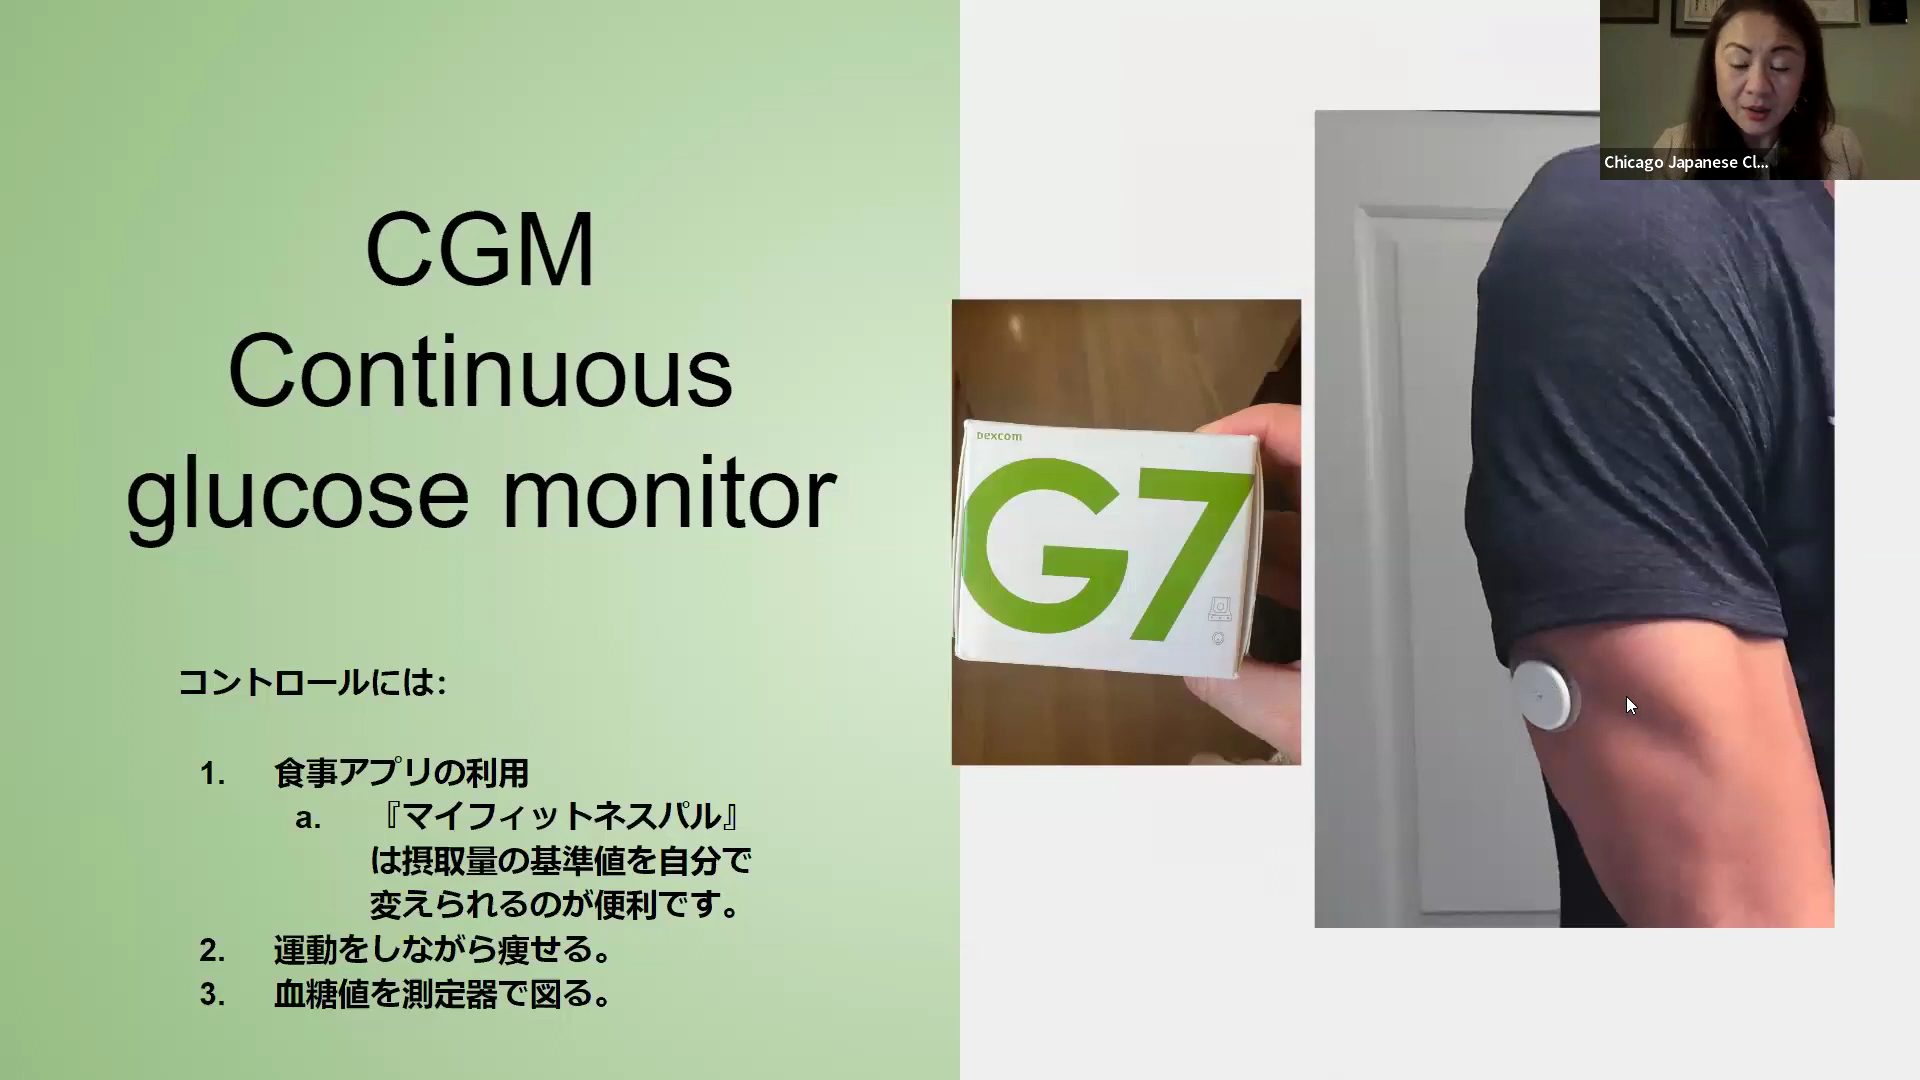 CGM
Continuous
glucose monitor
コントロールには:
1. 食事アプリの利用
a. 『マイフィットネスパル』
は摂取量の基準値を自分で
変えられるのが便利です。
2. 運動をしながら痩せる。
3. 血糖値を測定器で図る。
Dexcom
G7
Chicago Japanese Cl...